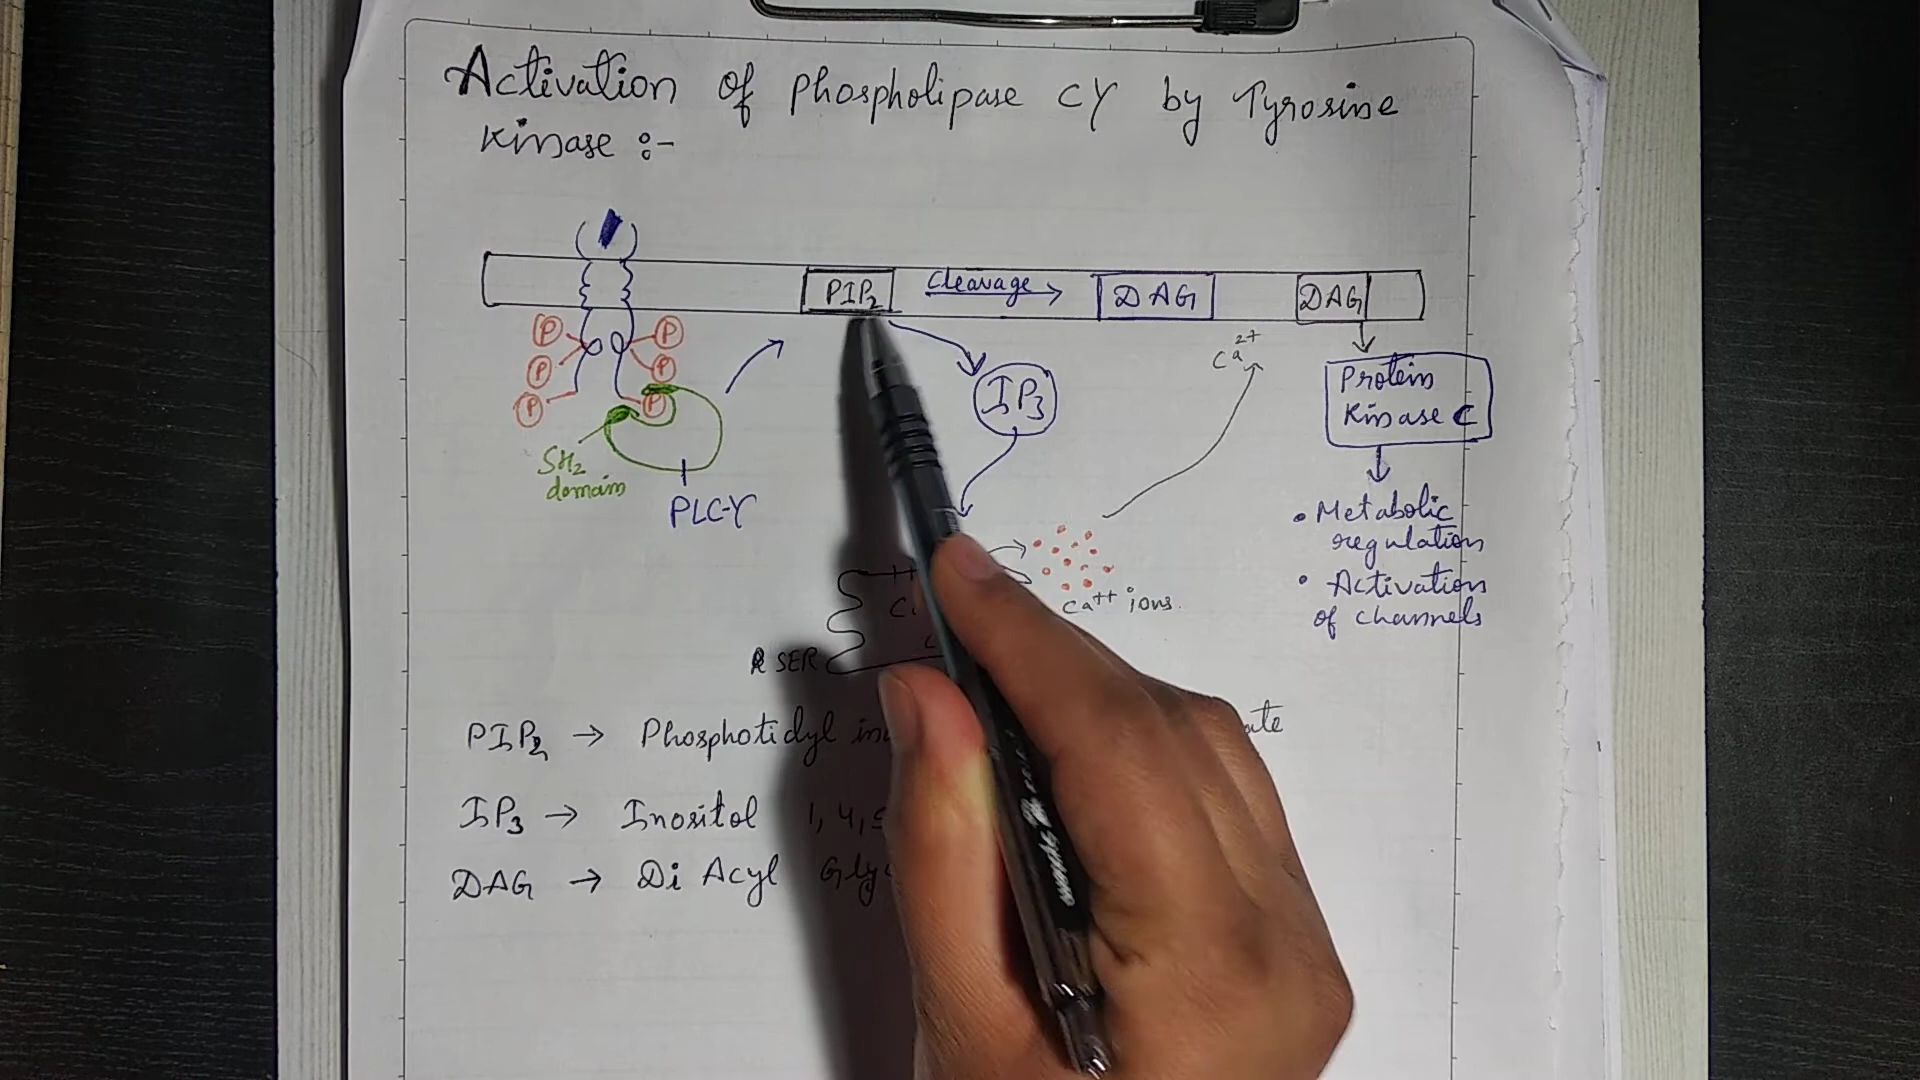 Activation of phospholipase CY by Tyrosine
kinase :-
PIP2 Cleavage → DAG DAG
P P
P P
P P
Ca2+
IP3
Protein
Kinase C
SH2
domain
PLC-Y
• Metabolic
regulation
• Activation
of channels
Ca++ ions.
SER
PIP2 → Phosphotidyl
IP3 → Inositol 1, 4,
DAG → Di Acyl